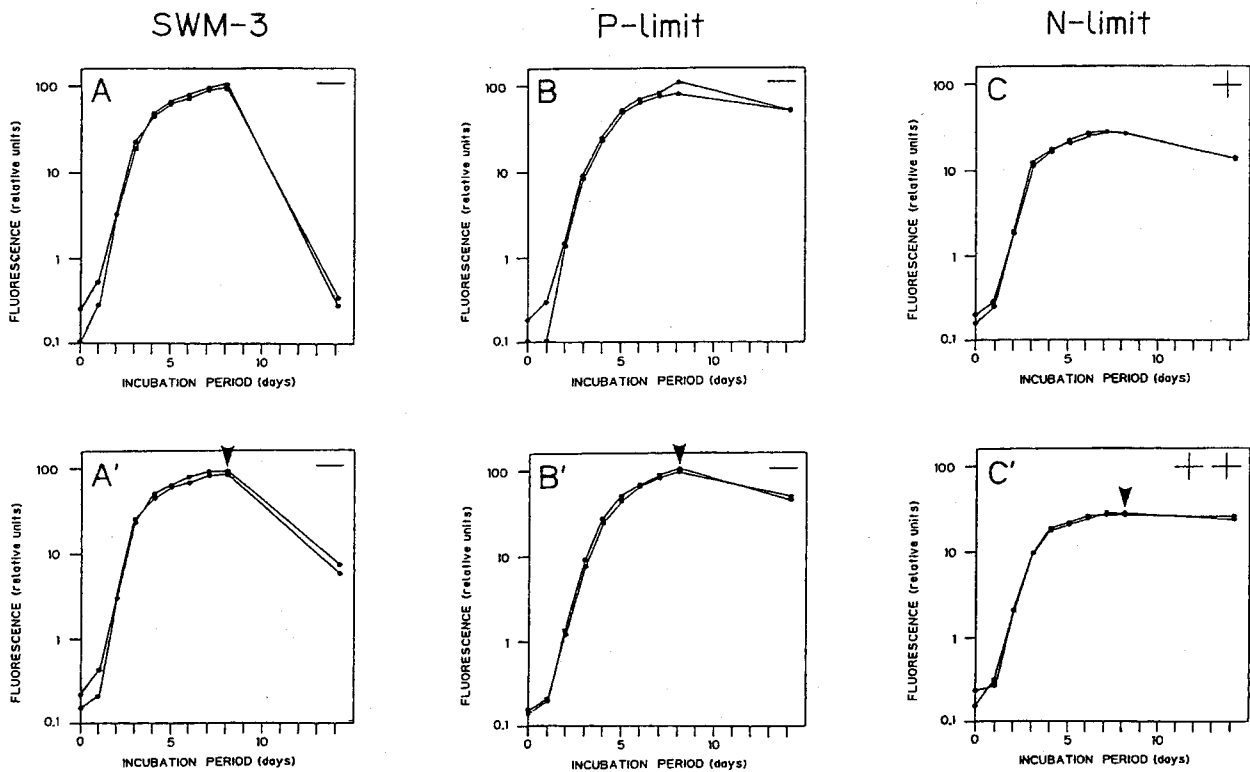 SWM-3
P-limit
N-limit
A
—
100
10
1
0.1
FLUORESCENCE (relative units)
0 5 10
INCUBATION PERIOD (days)
B
—
100
10
1
0.1
FLUORESCENCE (relative units)
0 5 10
INCUBATION PERIOD (days)
C
+
100
10
1
0.1
FLUORESCENCE (relative units)
0 5 10
INCUBATION PERIOD (days)
A'
—
100
10
1
0.1
FLUORESCENCE (relative units)
0 5 10
INCUBATION PERIOD (days)
B'
—
100
10
1
0.1
FLUORESCENCE (relative units)
0 5 10
INCUBATION PERIOD (days)
C'
+ +
100
10
1
0.1
FLUORESCENCE (relative units)
0 5 10
INCUBATION PERIOD (days)